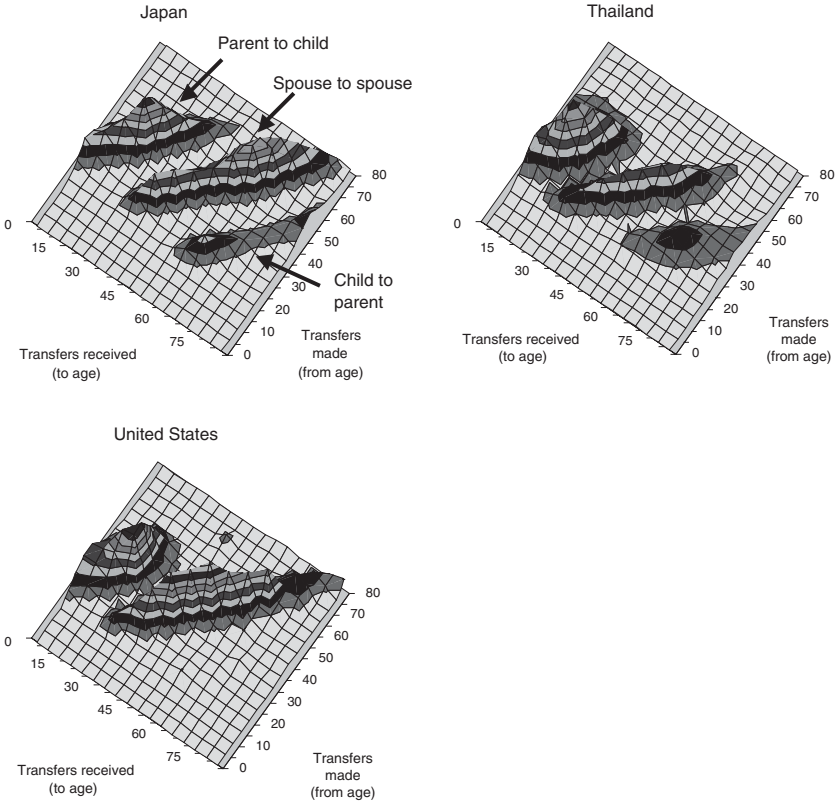 Japan
Parent to child
Spouse to spouse
Child to
parent
0
15
30
45
60
75
0
10
20
30
40
50
60
70
80
Transfers received
(to age)
Transfers
made
(from age)
Thailand
0
15
30
45
60
75
0
10
20
30
40
50
60
70
80
Transfers received
(to age)
Transfers
made
(from age)
United States
0
15
30
45
60
75
0
10
20
30
40
50
60
70
80
Transfers received
(to age)
Transfers
made
(from age)